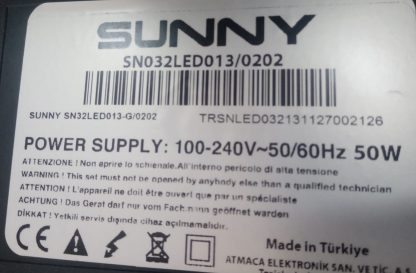 SUNNY
SN032LED013/0202
SUNNY SN32LED013-G/0202 TRSNLED032131127002126
POWER SUPPLY: 100-240V~50/60Hz 50W
ATTENZIONE ! Non aprire lo schienale.All'interno pericolo di alta tensione
WARNING ! This set must not be opened by anybody else than a qualified technician
ATTENTION ! L'appareil ne doit être ouvert que par un spécialiste
ACHTUNG ! Das Gerat darf nur vom Fachmann geöffnet warden
DİKKAT ! Yetkili servis dışında cihaz açılmamalıdır.
CE
Made in Türkiye
ATMACA ELEKTRONİK SAN. VE TİC.